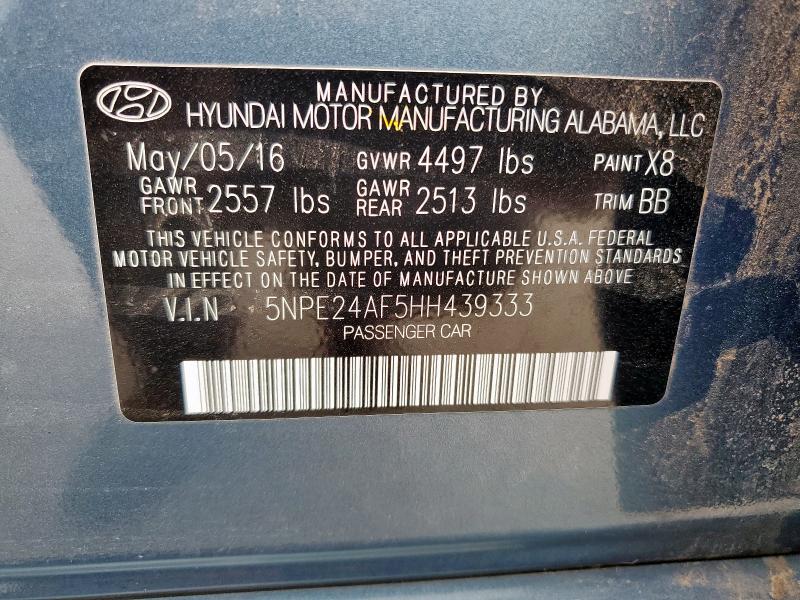 MANUFACTURED BY
HYUNDAI MOTOR MANUFACTURING ALABAMA, LLC
May/05/16 GVWR 4497 lbs PAINT X8
GAWR FRONT 2557 lbs GAWR REAR 2513 lbs TRIM BB
THIS VEHICLE CONFORMS TO ALL APPLICABLE U.S.A. FEDERAL
MOTOR VEHICLE SAFETY, BUMPER, AND THEFT PREVENTION STANDARDS
IN EFFECT ON THE DATE OF MANUFACTURE SHOWN ABOVE
V.I.N 5NPE24AF5HH439333
PASSENGER CAR